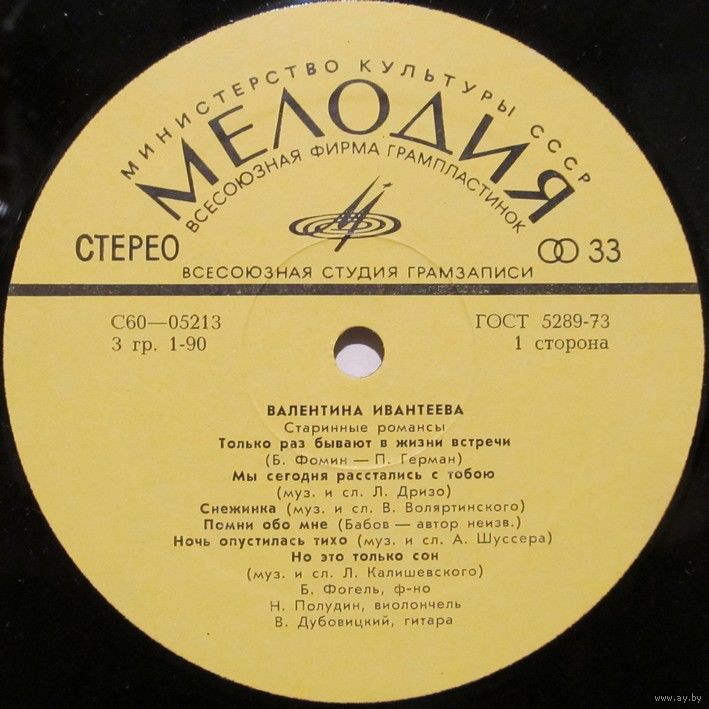 МИНИСТЕРСТВО КУЛЬТУРЫ СССР
МЕЛОДИЯ
ВСЕСОЮЗНАЯ ФИРМА ГРАМПЛАСТИНОК
СТЕРЕО
33
ВСЕСОЮЗНАЯ СТУДИЯ ГРАМЗАПИСИ
С60—05213
ГОСТ 5289-73
3 гр. 1-90
1 сторона
ВАЛЕНТИНА ИВАНТЕЕВА
Старинные романсы
Только раз бывают в жизни встречи
(Б. Фомин — П. Герман)
Мы сегодня расстались с тобою
(муз. и сл. Л. Дризо)
Снежинка (муз. и сл. В. Воляртинского)
Помни обо мне (Бабов — автор неизв.)
Ночь опустилась тихо (муз. и сл. А. Шуссера)
Но это только сон
(муз. и сл. Л. Калишевского)
Б. Фогель, ф-но
Н. Полудин, виолончель
В. Дубовицкий, гитара
www.ay.by